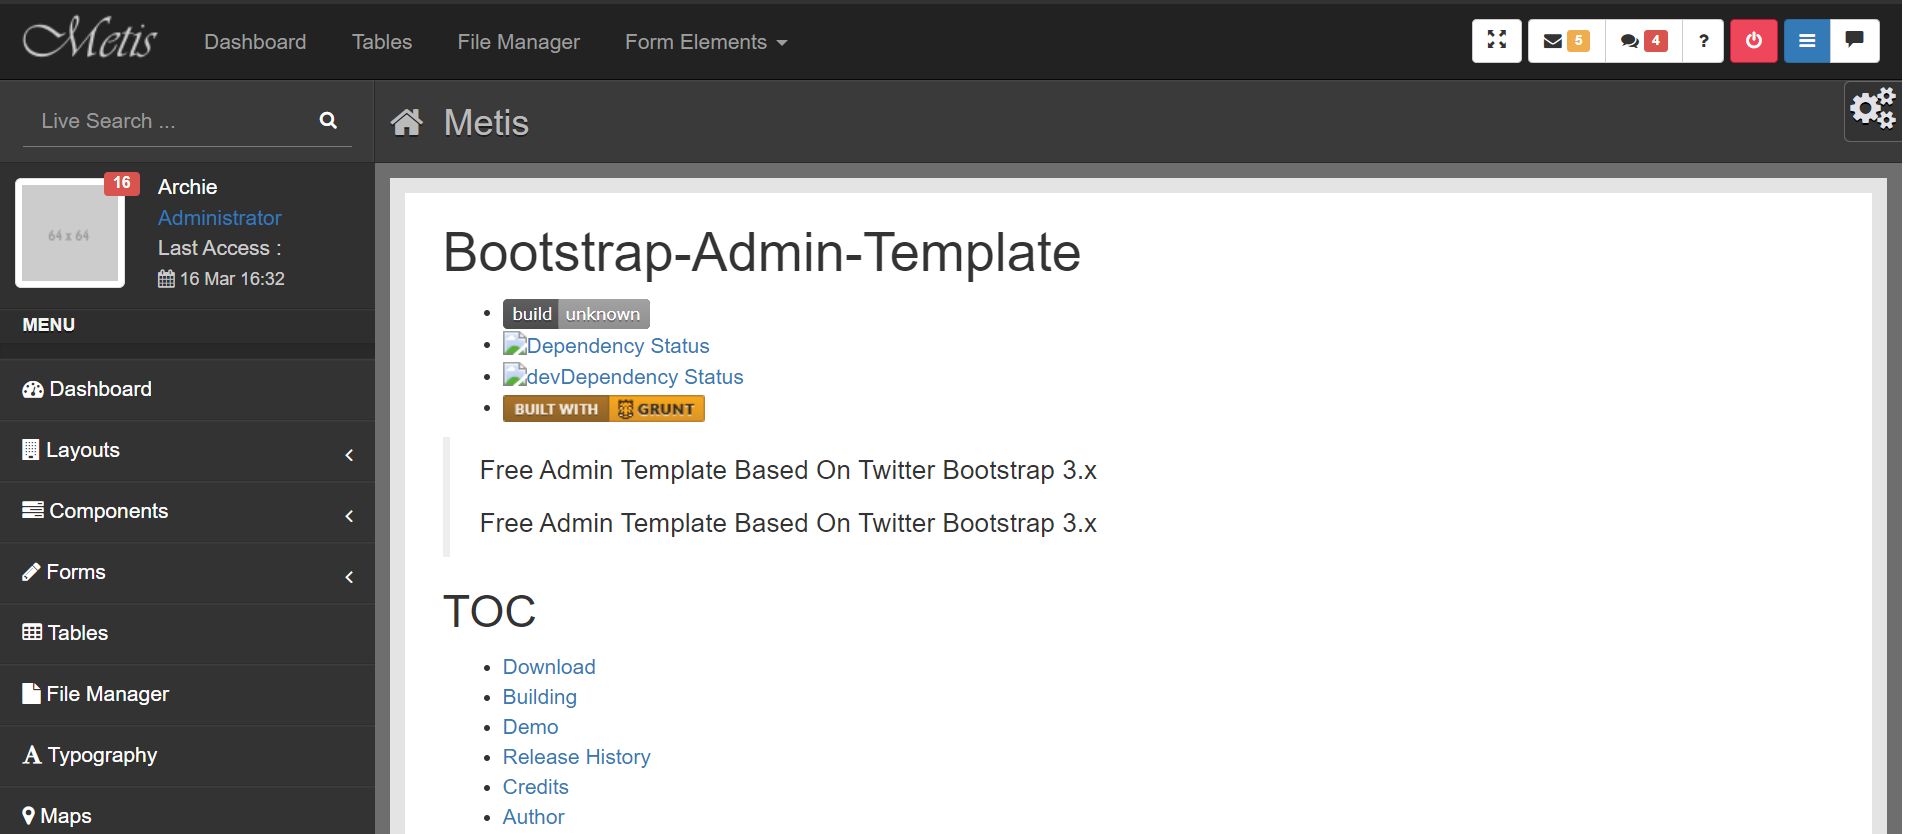 Metis
Dashboard Tables File Manager Form Elements
5 4 ?
Live Search ...
Metis
64 x 64
16
Archie
Administrator
Last Access :
16 Mar 16:32
MENU
Dashboard
Layouts
Components
Forms
Tables
File Manager
Typography
Maps
Bootstrap-Admin-Template
build unknown
Dependency Status
devDependency Status
BUILT WITH GRUNT
Free Admin Template Based On Twitter Bootstrap 3.x
Free Admin Template Based On Twitter Bootstrap 3.x
TOC
Download
Building
Demo
Release History
Credits
Author